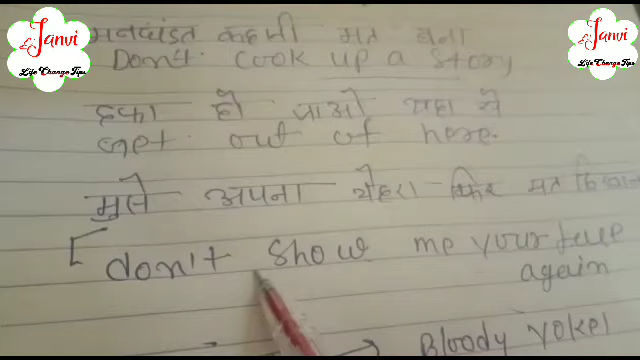 Janvi
Life Change Tips
Janvi
Life Change Tips
मनघडंत कहानी मत बना
Don't cook up a story
दफा हो जाओ यहा से
Get out of here.
मुझे अपना चेहरा फिर मत
don't show me your face
again
Bloody yokel